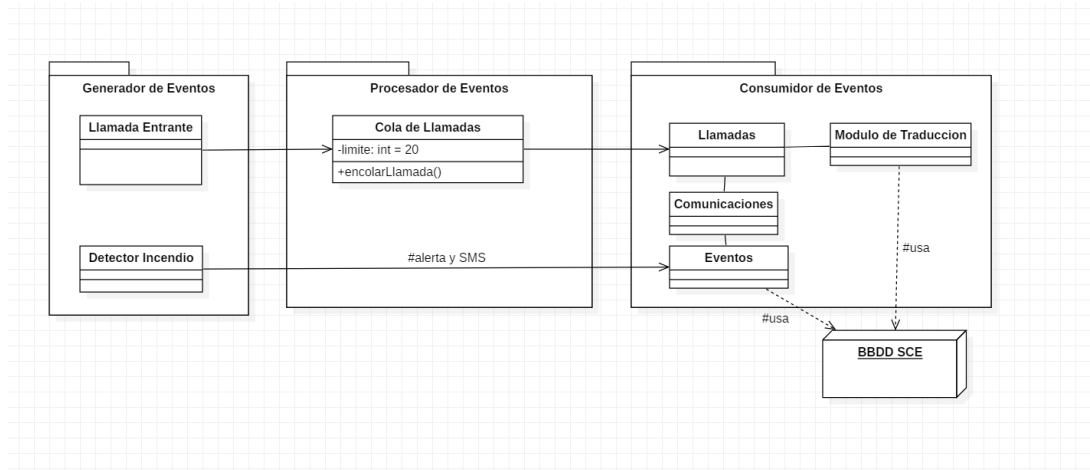 Generador de Eventos
Llamada Entrante
Detector Incendio
Procesador de Eventos
Cola de Llamadas
-limite: int = 20
+encolarLlamada()
#alerta y SMS
Consumidor de Eventos
Llamadas
Modulo de Traduccion
Comunicaciones
Eventos
#usa
#usa
BBDD SCE